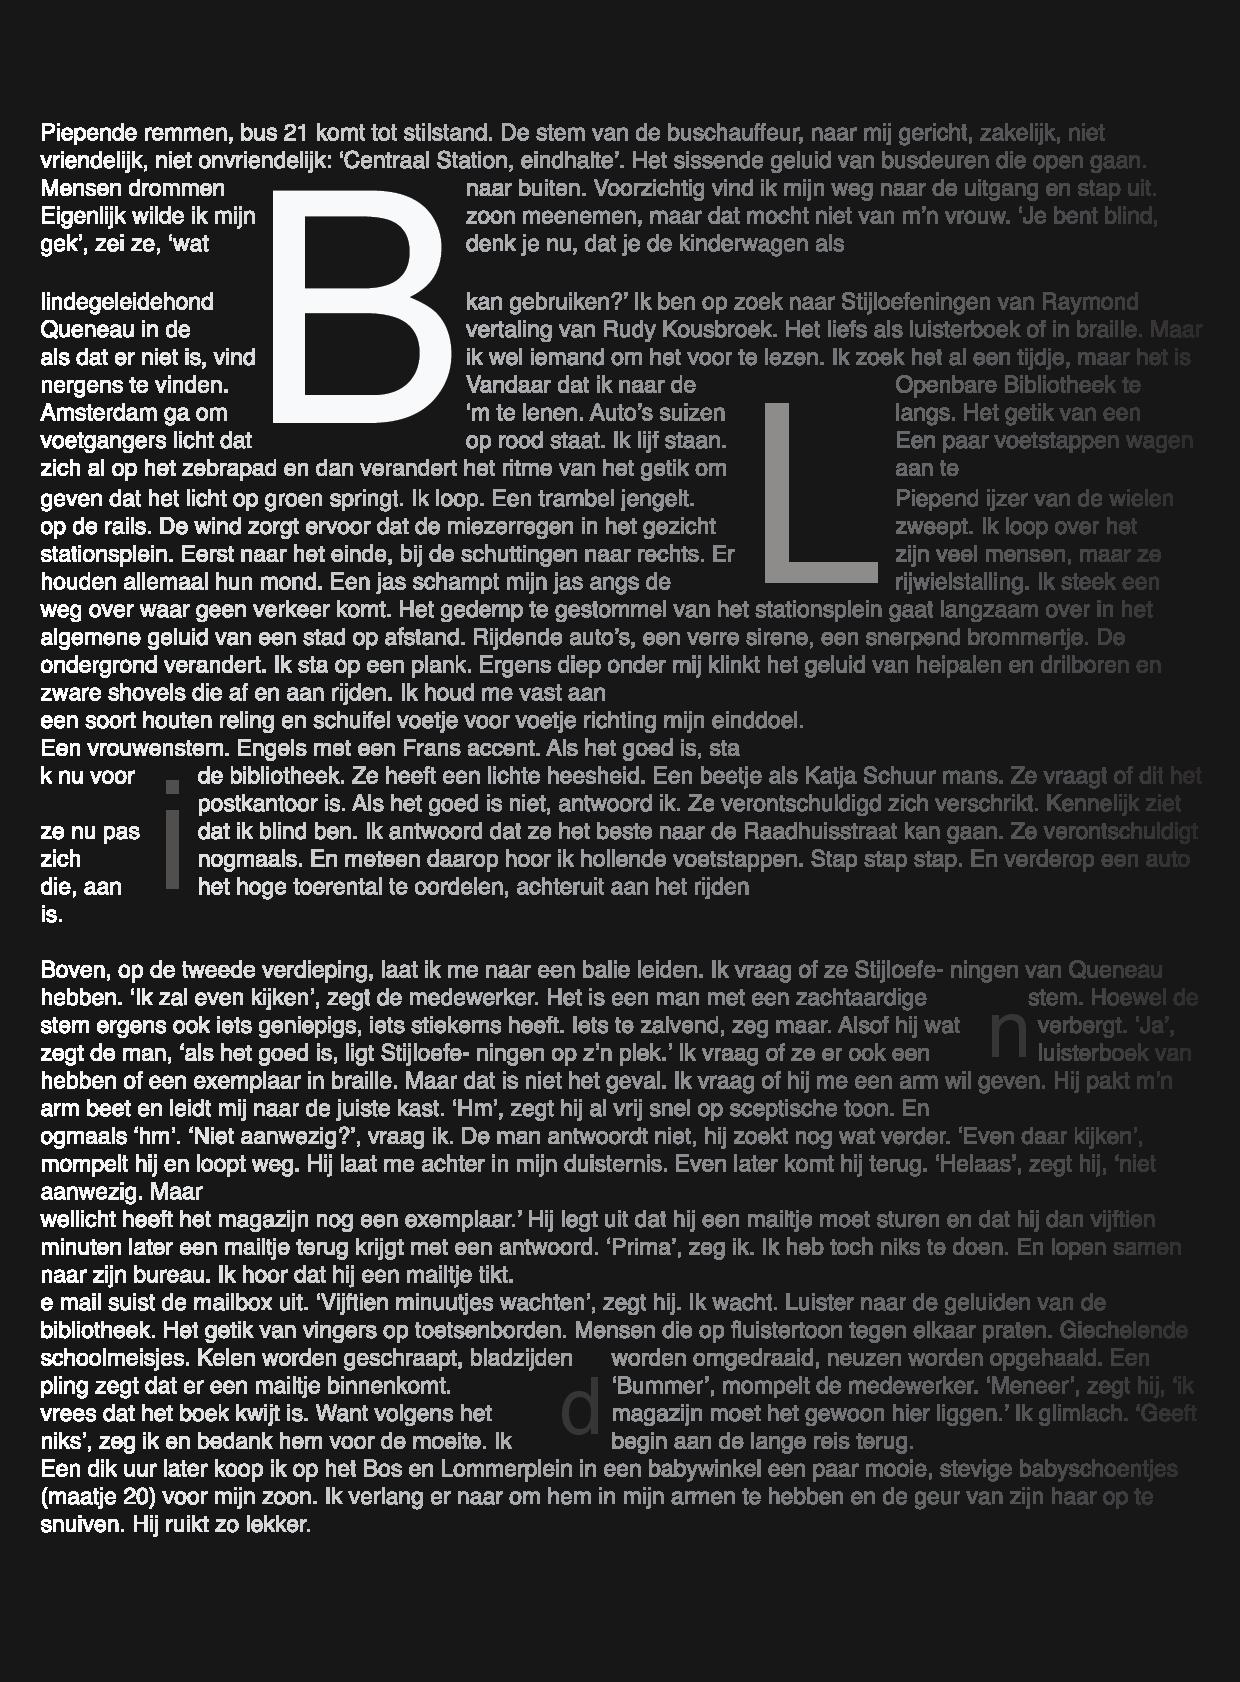 Piepende remmen, bus 21 komt tot stilstand. De stem van de buschauffeur, naar mij gericht, zakelijk, niet
vriendelijk, niet onvriendelijk: ‘Centraal Station, eindhalte’. Het sissende geluid van busdeuren die open gaan.
Mensen drommen naar buiten. Voorzichtig vind ik mijn weg naar de uitgang en stap uit.
Eigenlijk wilde ik mijn zoon meenemen, maar dat mocht niet van m’n vrouw. ‘Je bent blind,
gek’, zei ze, ‘wat denk je nu, dat je de kinderwagen als
B
lindegeleidehond kan gebruiken?’ Ik ben op zoek naar Stijloefeningen van Raymond
Queneau in de vertaling van Rudy Kousbroek. Het liefs als luisterboek of in braille. Maar
als dat er niet is, vind ik wel iemand om het voor te lezen. Ik zoek het al een tijdje, maar het is
nergens te vinden. Vandaar dat ik naar de Openbare Bibliotheek te
Amsterdam ga om ‘m te lenen. Auto’s suizen langs. Het getik van een
voetgangers licht dat op rood staat. Ik lijf staan. Een paar voetstappen wagen
L
zich al op het zebrapad en dan verandert het ritme van het getik om aan te
geven dat het licht op groen springt. Ik loop. Een trambel jengelt. Piepend ijzer van de wielen
op de rails. De wind zorgt ervoor dat de miezerregen in het gezicht zweept. Ik loop over het
stationsplein. Eerst naar het einde, bij de schuttingen naar rechts. Er zijn veel mensen, maar ze
houden allemaal hun mond. Een jas schampt mijn jas angs de rijwielstalling. Ik steek een
weg over waar geen verkeer komt. Het gedemp te gestommel van het stationsplein gaat langzaam over in het
algemene geluid van een stad op afstand. Rijdende auto’s, een verre sirene, een snerpend brommertje. De
ondergrond verandert. Ik sta op een plank. Ergens diep onder mij klinkt het geluid van heipalen en drilboren en
zware shovels die af en aan rijden. Ik houd me vast aan
een soort houten reling en schuifel voetje voor voetje richting mijn einddoel.
Een vrouwenstem. Engels met een Frans accent. Als het goed is, sta
k nu voor de bibliotheek. Ze heeft een lichte heesheid. Een beetje als Katja Schuur mans. Ze vraagt of dit het
i
postkantoor is. Als het goed is niet, antwoord ik. Ze verontschuldigd zich verschrikt. Kennelijk ziet
ze nu pas dat ik blind ben. Ik antwoord dat ze het beste naar de Raadhuisstraat kan gaan. Ze verontschuldigt
zich nogmaals. En meteen daarop hoor ik hollende voetstappen. Stap stap stap. En verderop een auto
die, aan het hoge toerental te oordelen, achteruit aan het rijden
is.
Boven, op de tweede verdieping, laat ik me naar een balie leiden. Ik vraag of ze Stijloefe- ningen van Queneau
hebben. ‘Ik zal even kijken’, zegt de medewerker. Het is een man met een zachtaardige stem. Hoewel de
stem ergens ook iets geniepigs, iets stiekems heeft. Iets te zalvend, zeg maar. Alsof hij wat verbergt. ‘Ja’,
n
zegt de man, ‘als het goed is, ligt Stijloefe- ningen op z’n plek.’ Ik vraag of ze er ook een luisterboek van
hebben of een exemplaar in braille. Maar dat is niet het geval. Ik vraag of hij me een arm wil geven. Hij pakt m’n
arm beet en leidt mij naar de juiste kast. ‘Hm’, zegt hij al vrij snel op sceptische toon. En
ogmaals ‘hm’. ‘Niet aanwezig?’, vraag ik. De man antwoordt niet, hij zoekt nog wat verder. ‘Even daar kijken’,
mompelt hij en loopt weg. Hij laat me achter in mijn duisternis. Even later komt hij terug. ‘Helaas’, zegt hij, ‘niet
aanwezig. Maar
wellicht heeft het magazijn nog een exemplaar.’ Hij legt uit dat hij een mailtje moet sturen en dat hij dan vijftien
minuten later een mailtje terug krijgt met een antwoord. ‘Prima’, zeg ik. Ik heb toch niks te doen. En lopen samen
naar zijn bureau. Ik hoor dat hij een mailtje tikt.
e mail suist de mailbox uit. ‘Vijftien minuutjes wachten’, zegt hij. Ik wacht. Luister naar de geluiden van de
bibliotheek. Het getik van vingers op toetsenborden. Mensen die op fluistertoon tegen elkaar praten. Giechelende
schoolmeisjes. Kelen worden geschraapt, bladzijden worden omgedraaid, neuzen worden opgehaald. Een
pling zegt dat er een mailtje binnenkomt. ‘Bummer’, mompelt de medewerker. ‘Meneer’, zegt hij, ‘ik
d
vrees dat het boek kwijt is. Want volgens het magazijn moet het gewoon hier liggen.’ Ik glimlach. ‘Geeft
niks’, zeg ik en bedank hem voor de moeite. Ik begin aan de lange reis terug.
Een dik uur later koop ik op het Bos en Lommerplein in een babywinkel een paar mooie, stevige babyschoentjes
(maatje 20) voor mijn zoon. Ik verlang er naar om hem in mijn armen te hebben en de geur van zijn haar op te
snuiven. Hij ruikt zo lekker.